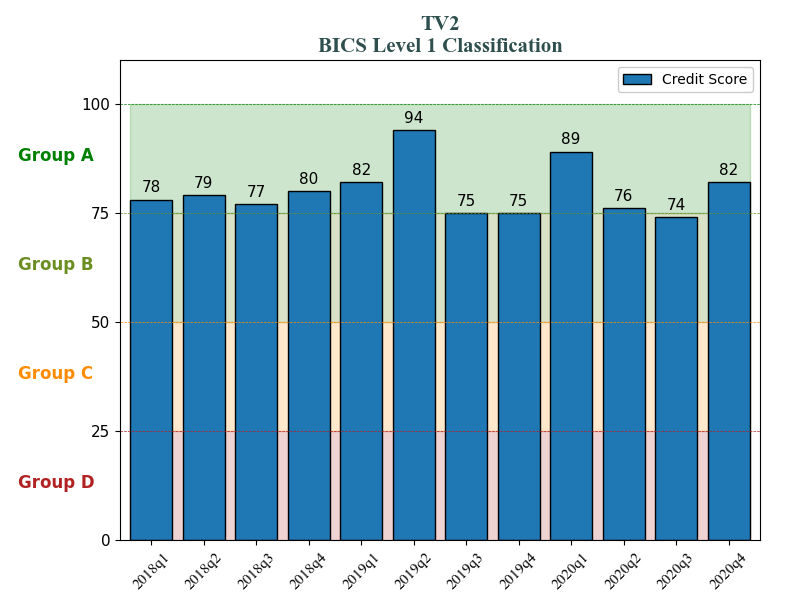 TV2
BICS Level 1 Classification
Credit Score
100
75
50
25
0
Group A
Group B
Group C
Group D
78
79
77
80
82
94
75
75
89
76
74
82
2018q1
2018q2
2018q3
2018q4
2019q1
2019q2
2019q3
2019q4
2020q1
2020q2
2020q3
2020q4